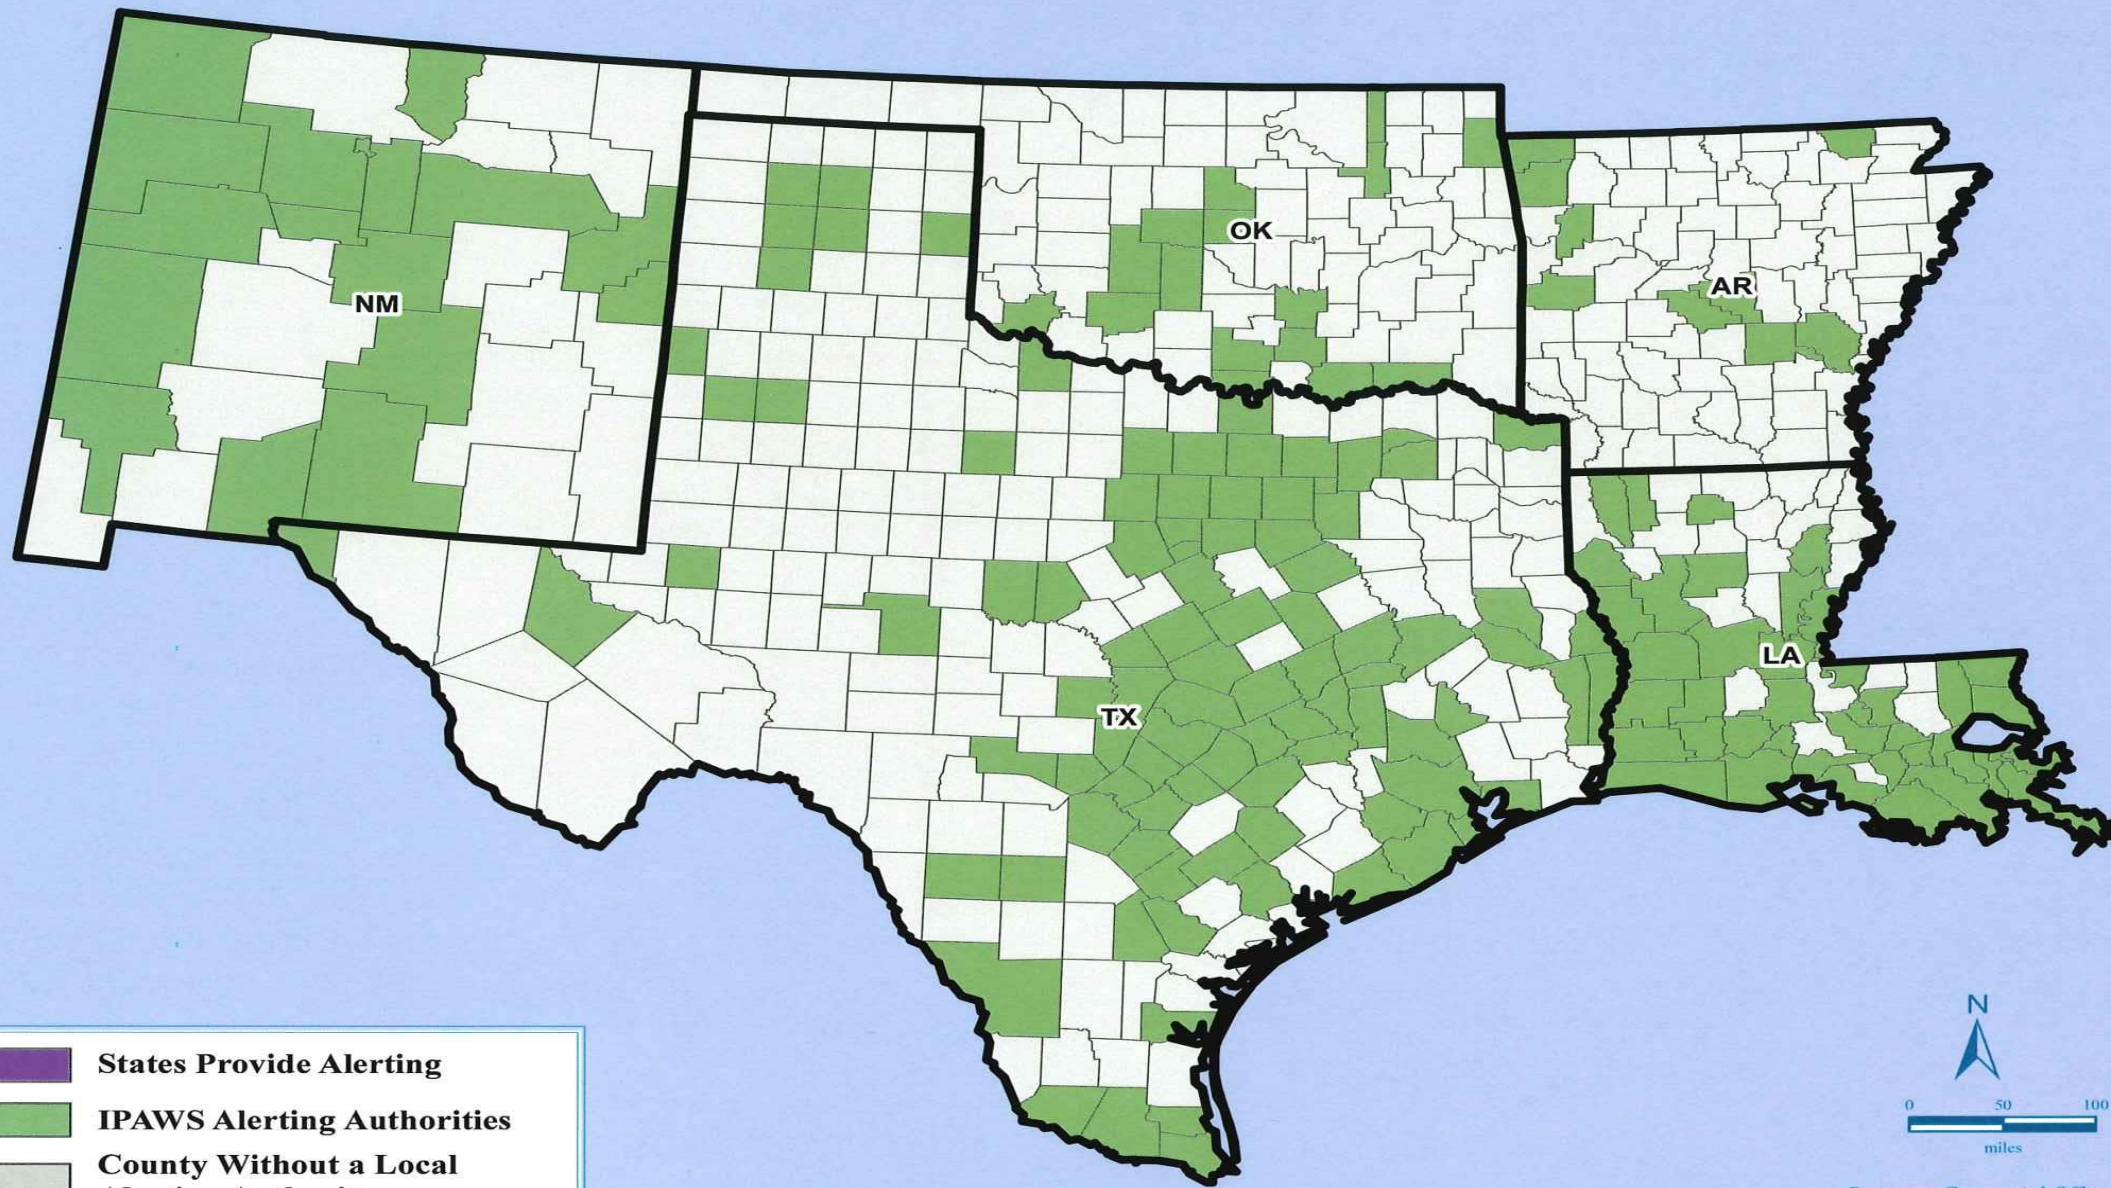 NM
OK
AR
TX
LA
States Provide Alerting
IPAWS Alerting Authorities
County Without a Local
N
0 50 100
miles